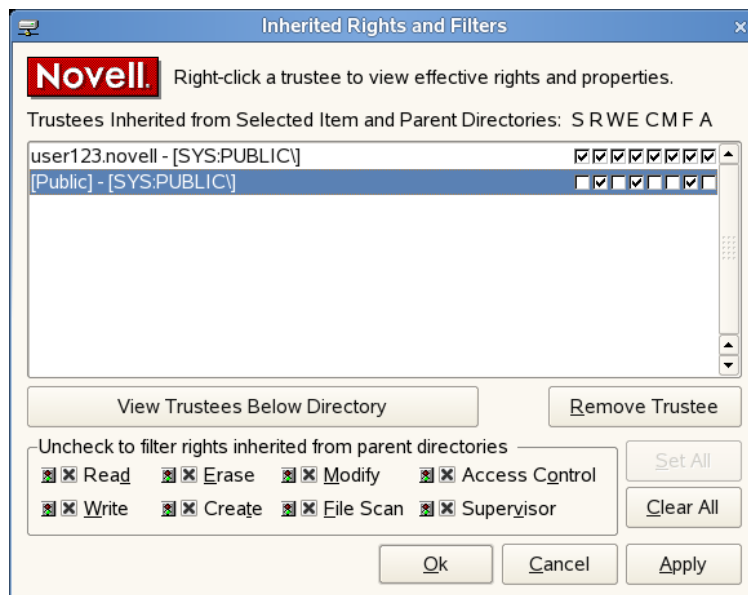 Inherited Rights and Filters
Novell. Right-click a trustee to view effective rights and properties.
Trustees Inherited from Selected Item and Parent Directories: S R W E C M F A
user123.novell - [SYS:PUBLIC\]
[Public] - [SYS:PUBLIC\]
View Trustees Below Directory Remove Trustee
Uncheck to filter rights inherited from parent directories
Read Erase Modify Access Control Set All
Write Create File Scan Supervisor Clear All
Ok Cancel Apply